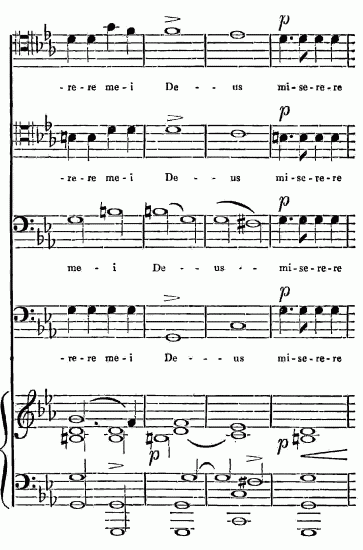 p
- re - re me - i De - - us mi - se - re - re
p
- re - re me - i De - - us mi - se - re - re
p
me - i De - - us - - mi - se - re - re
p
- re - re me - i De - - - us mi - se - re - re
p p